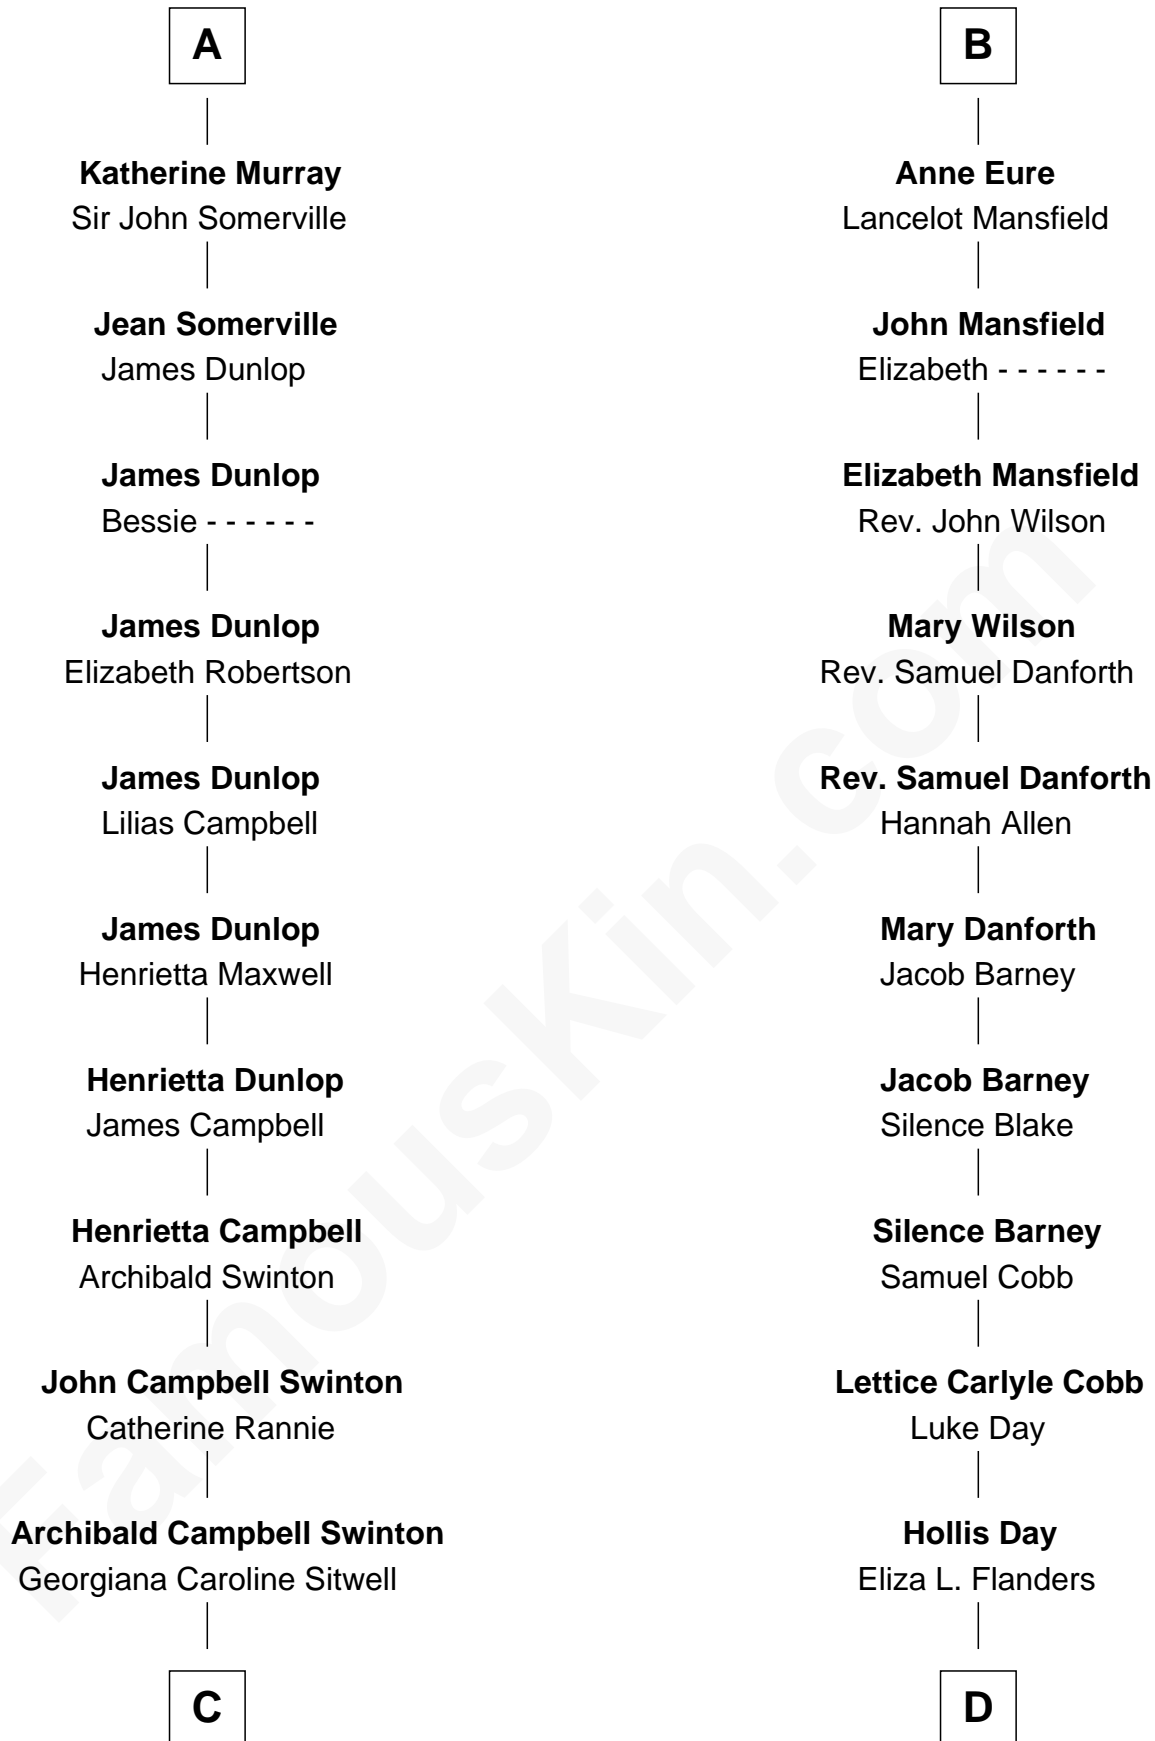 A
Katherine Murray
Sir John Somerville
Jean Somerville
James Dunlop
James Dunlop
Bessie - - - - - -
James Dunlop
Elizabeth Robertson
James Dunlop
Lilias Campbell
James Dunlop
Henrietta Maxwell
Henrietta Dunlop
James Campbell
Henrietta Campbell
Archibald Swinton
John Campbell Swinton
Catherine Rannie
Archibald Campbell Swinton
Georgiana Caroline Sitwell
C
B
Anne Eure
Lancelot Mansfield
John Mansfield
Elizabeth - - - - - -
Elizabeth Mansfield
Rev. John Wilson
Mary Wilson
Rev. Samuel Danforth
Rev. Samuel Danforth
Hannah Allen
Mary Danforth
Jacob Barney
Jacob Barney
Silence Blake
Silence Barney
Samuel Cobb
Lettice Carlyle Cobb
Luke Day
Hollis Day
Eliza L. Flanders
D
FamousKin.com